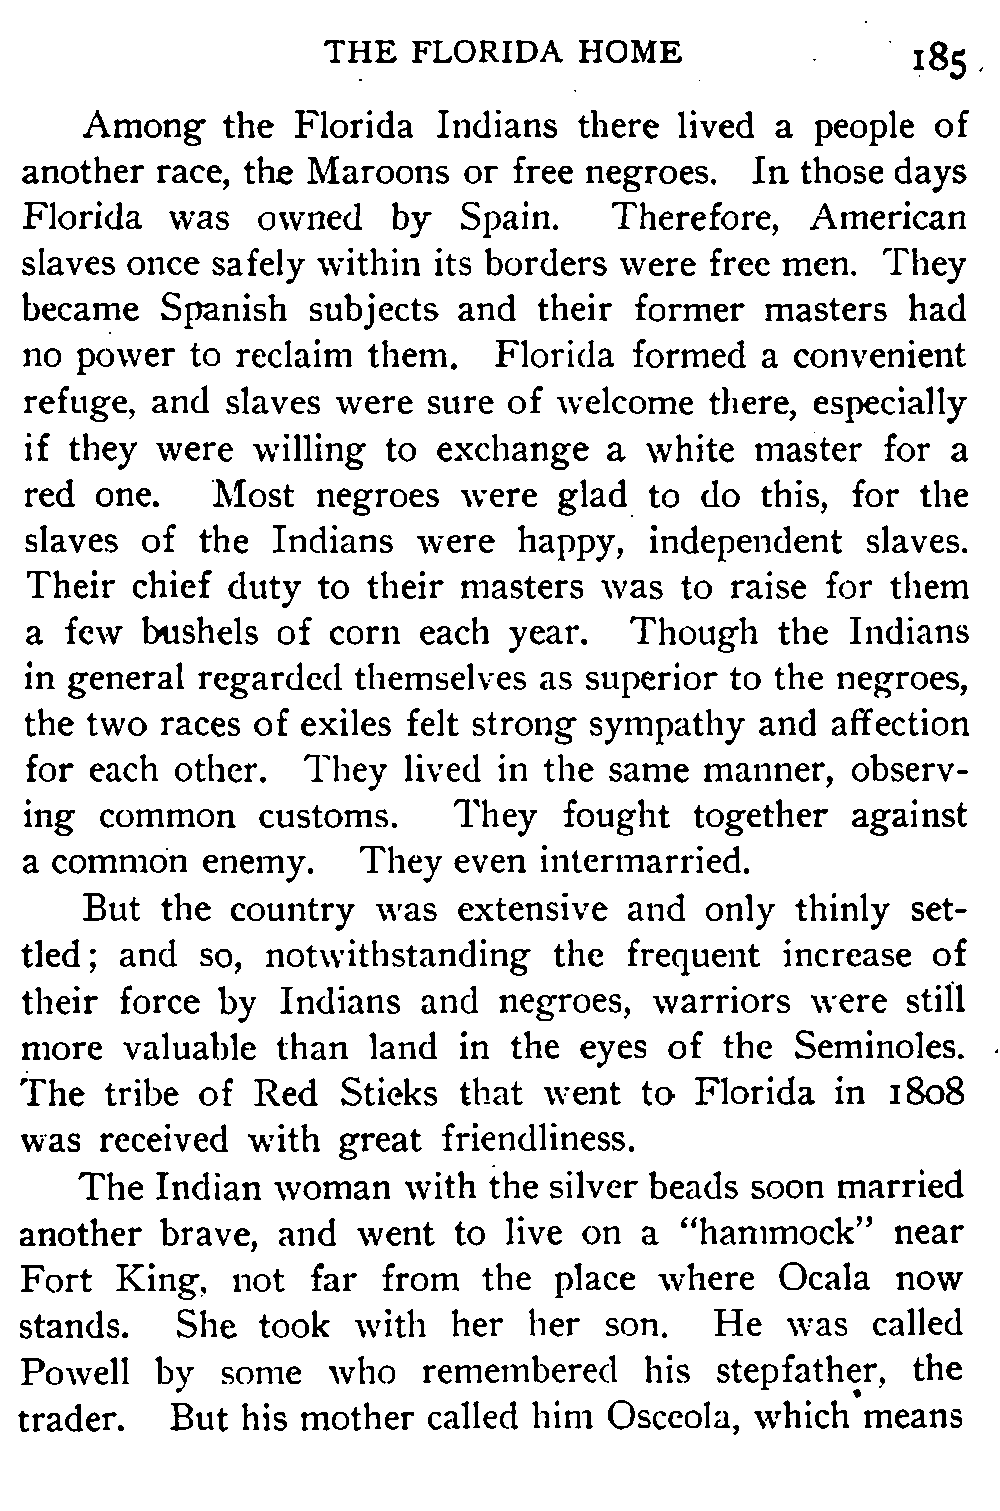 THE FLORIDA HOME 185
Among the Florida Indians there lived a people of
another race, the Maroons or free negroes. In those days
Florida was owned by Spain. Therefore, American
slaves once safely within its borders were free men. They
became Spanish subjects and their former masters had
no power to reclaim them. Florida formed a convenient
refuge, and slaves were sure of welcome there, especially
if they were willing to exchange a white master for a
red one. Most negroes were glad to do this, for the
slaves of the Indians were happy, independent slaves.
Their chief duty to their masters was to raise for them
a few bushels of corn each year. Though the Indians
in general regarded themselves as superior to the negroes,
the two races of exiles felt strong sympathy and affection
for each other. They lived in the same manner, observ-
ing common customs. They fought together against
a common enemy. They even intermarried.
But the country was extensive and only thinly set-
tled; and so, notwithstanding the frequent increase of
their force by Indians and negroes, warriors were still
more valuable than land in the eyes of the Seminoles.
The tribe of Red Sticks that went to Florida in 1808
was received with great friendliness.
The Indian woman with the silver beads soon married
another brave, and went to live on a "hammock" near
Fort King, not far from the place where Ocala now
stands. She took with her her son. He was called
Powell by some who remembered his stepfather, the
trader. But his mother called him Osceola, which means